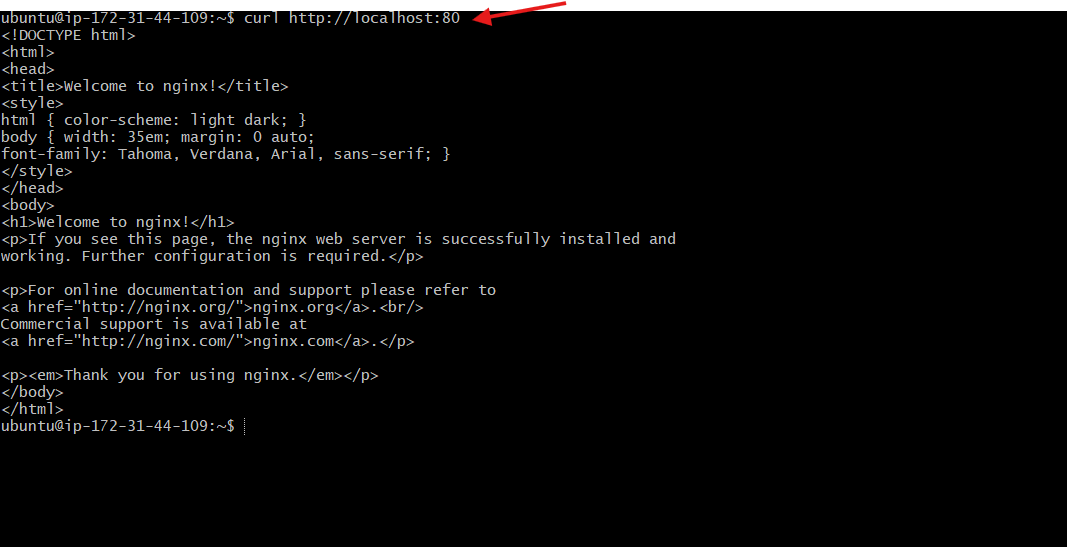 ubuntu@ip-172-31-44-109:~$ curl http://localhost:80
<!DOCTYPE html>
<html>
<head>
<title>Welcome to nginx!</title>
<style>
html { color-scheme: light dark; }
body { width: 35em; margin: 0 auto;
font-family: Tahoma, Verdana, Arial, sans-serif; }
</style>
</head>
<body>
<h1>Welcome to nginx!</h1>
<p>If you see this page, the nginx web server is successfully installed and
working. Further configuration is required.</p>

<p>For online documentation and support please refer to
<a href="http://nginx.org/">nginx.org</a>.<br/>
Commercial support is available at
<a href="http://nginx.com/">nginx.com</a>.</p>

<p><em>Thank you for using nginx.</em></p>
</body>
</html>
ubuntu@ip-172-31-44-109:~$